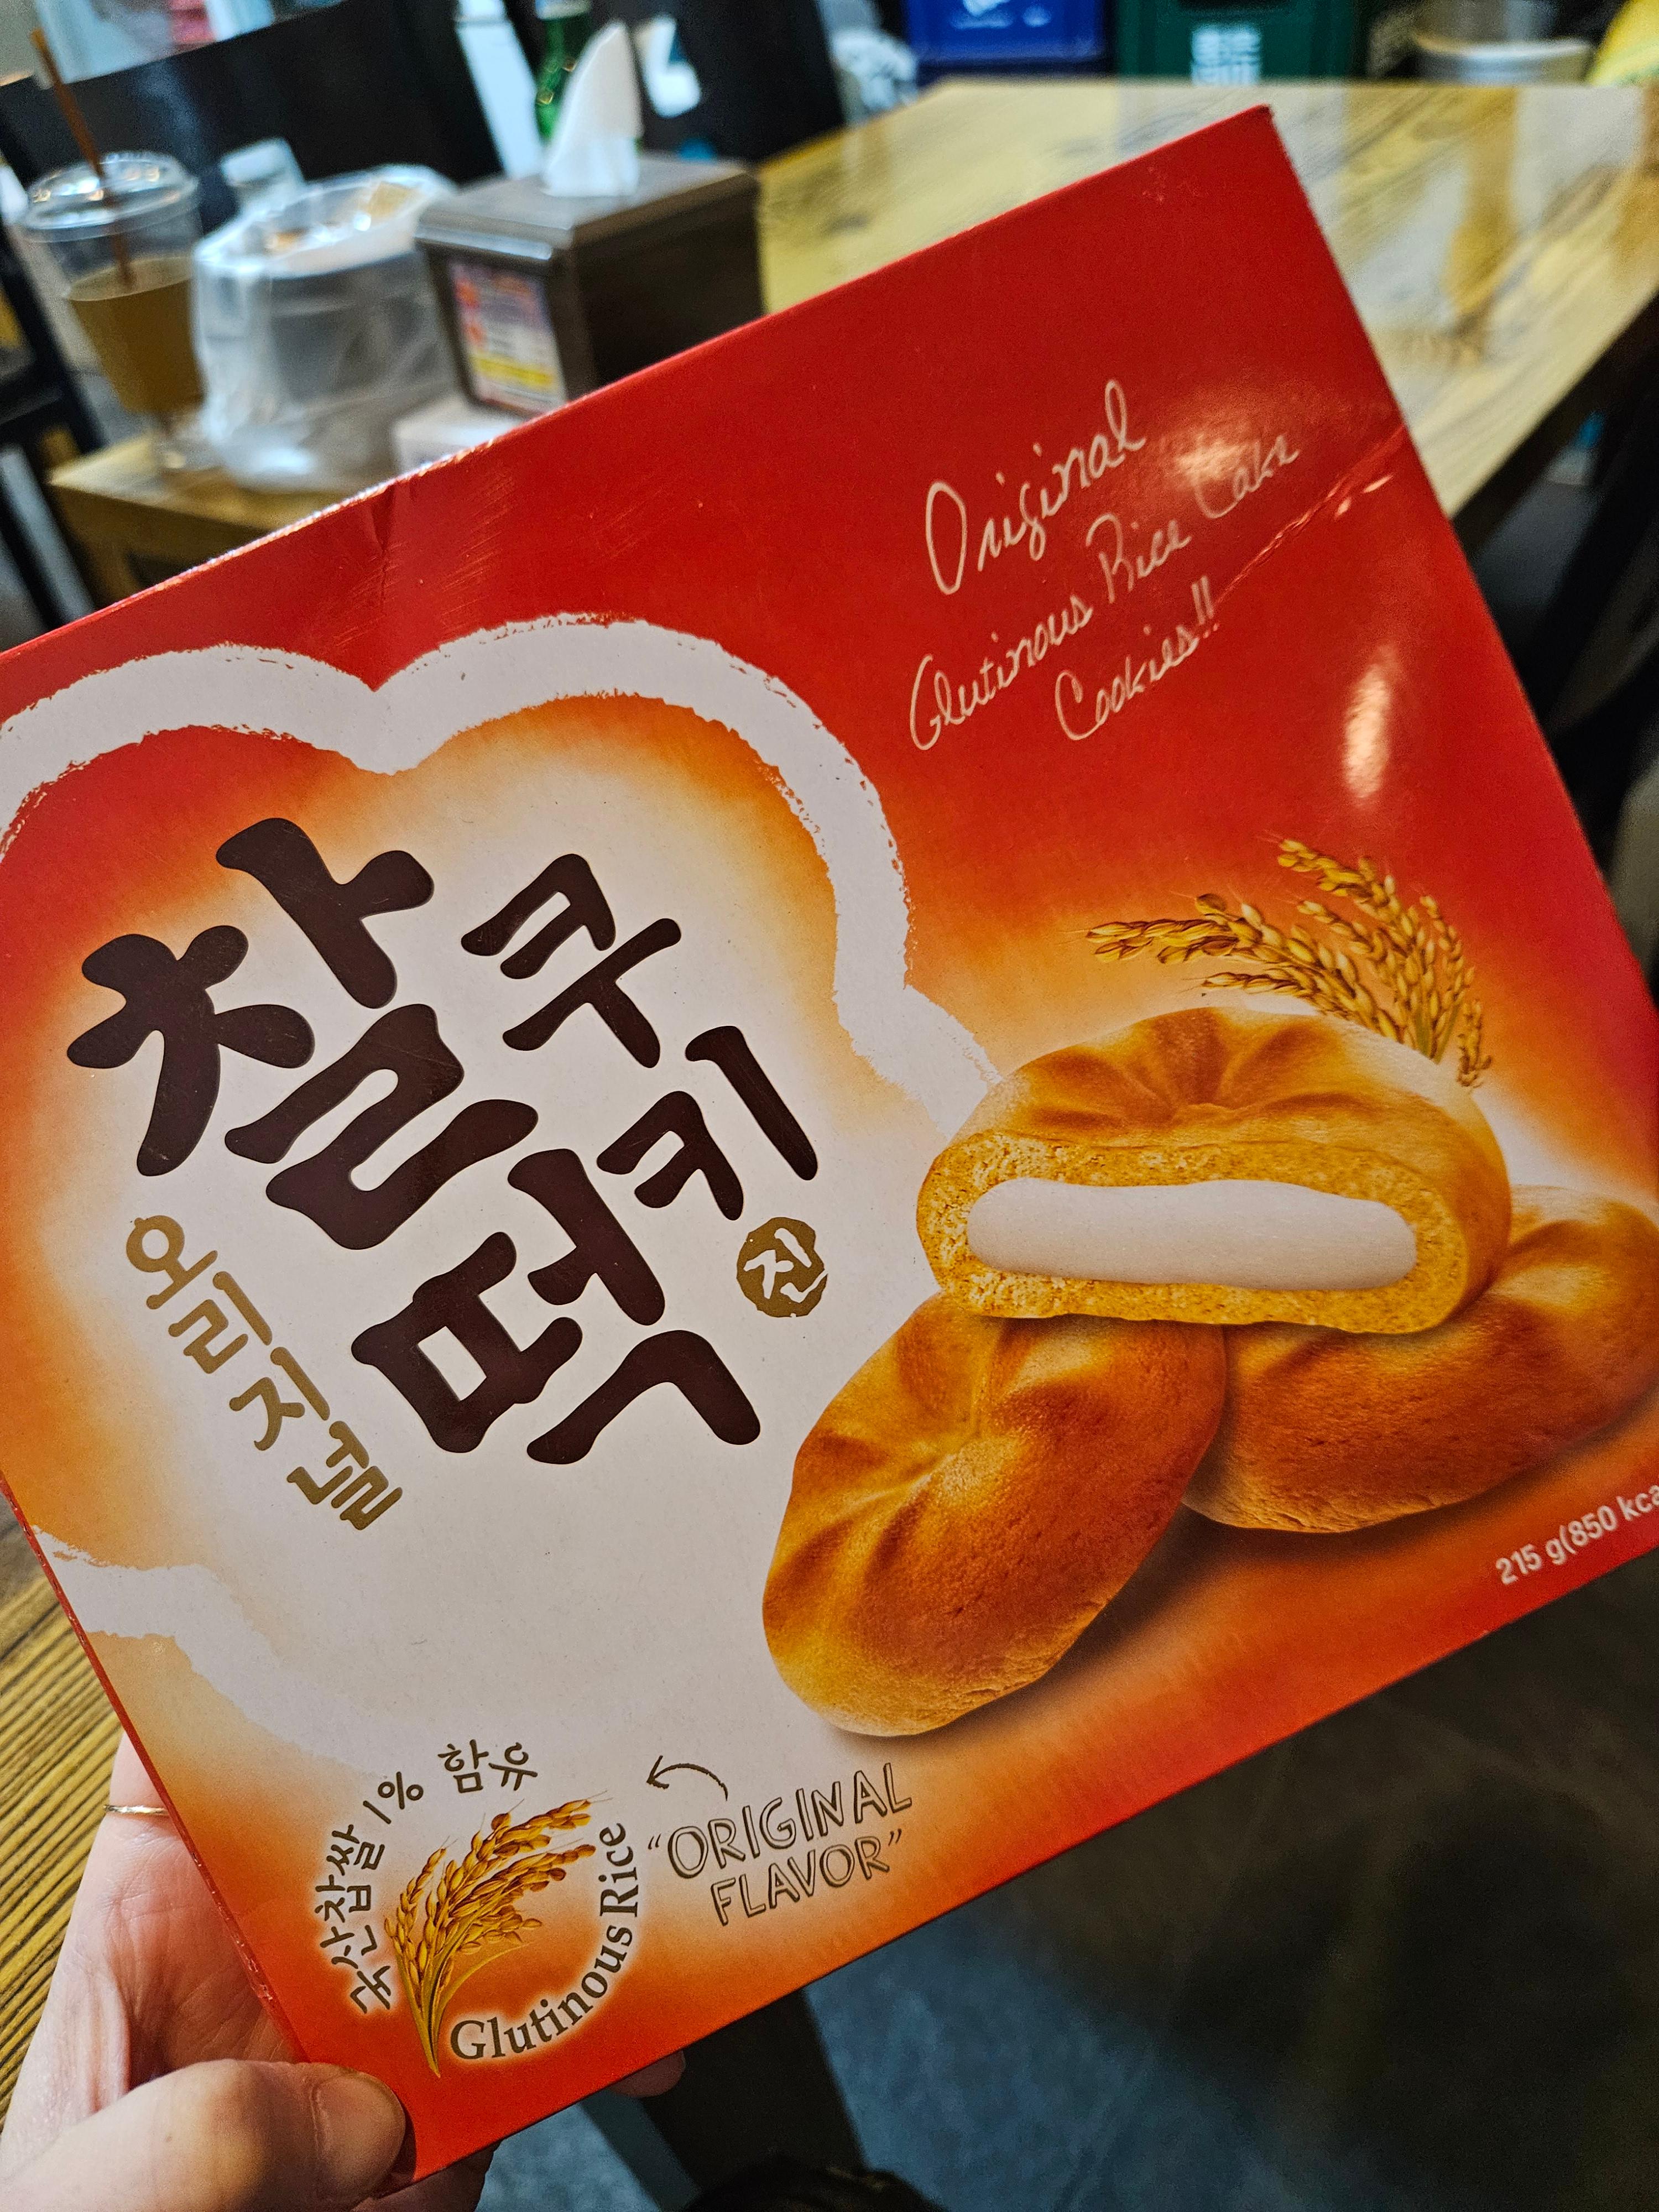 Original
Glutinous Rice Cake
Cookies!!
찰떡
쿠키
진
오리지널
국산찹쌀 1% 함유
Glutinous Rice
"ORIGINAL
FLAVOR"
215 g(850 kca